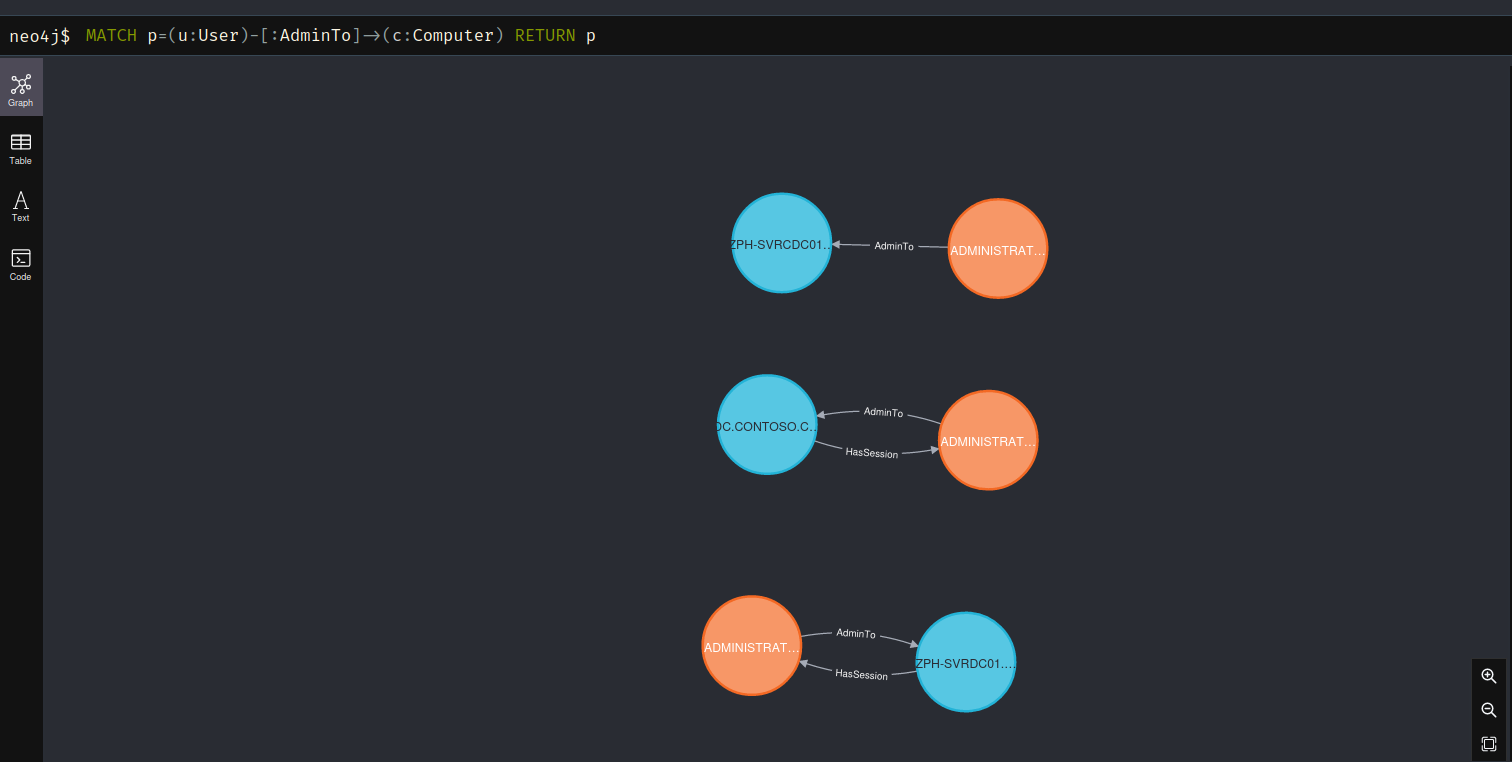 neo4j$ MATCH p=(u:User)-[:AdminTo]->(c:Computer) RETURN p
Graph
Table
Text
Code
ZPH-SVRCDC01…
AdminTo
ADMINISTRAT…
DC.CONTOSO.C…
AdminTo
HasSession
ADMINISTRAT…
ADMINISTRAT…
AdminTo
HasSession
ZPH-SVRDC01.…